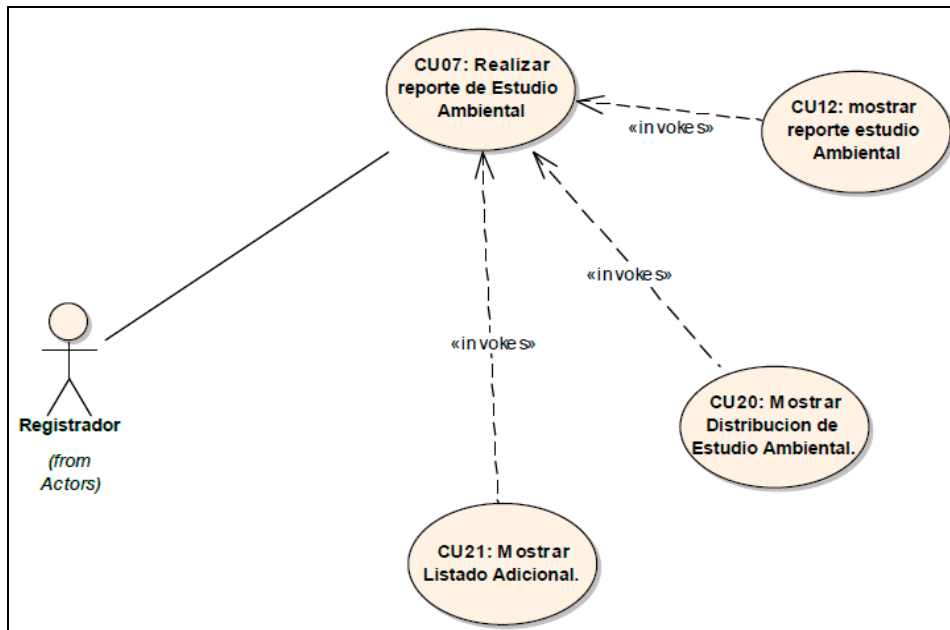 CU07: Realizar
reporte de Estudio
Ambiental
CU12: mostrar
reporte estudio
Ambiental
«invokes»
«invokes»
«invokes»
Registrador
(from
Actors)
CU20: Mostrar
Distribucion de
Estudio Ambiental.
CU21: Mostrar
Listado Adicional.